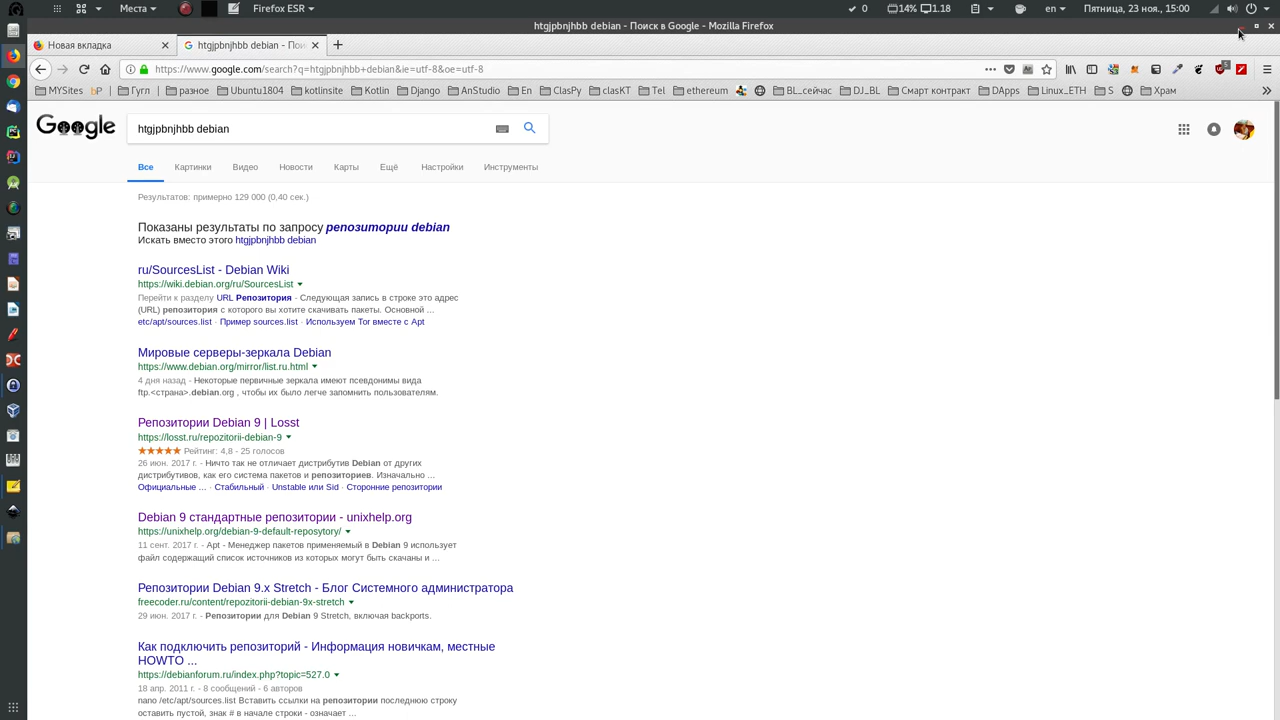 htgjpbnjhbb debian - Поиск в Google - Mozilla Firefox
Пятница, 23 ноя, 15:01:00
Новая вкладка
htgjpbnjhbb debian - Пои
https://www.google.com/search?q=htgjpbnjhbb+debian&ie=utf-8&oe=utf-8
5
MYSites
Гугл
разное
Ubuntu1804
kotlinsite
Kotlin
Django
AnStudio
En
ClasPy
clasKT
Tel
ethereum
BL_сейчас
DJ_BL
Смарт контракт
DApps
Linux_ETH
S
Храм
Google
htgjpbnjhbb debian
Все
Картинки
Видео
Новости
Карты
Ещё
Настройки
Инструменты
Результатов: примерно 129 000 (0,40 сек.)
Показаны результаты по запросу репозитории debian
Искать вместо этого htgjpbnjhbb debian
ru/SourcesList - Debian Wiki
https://wiki.debian.org/ru/SourcesList
Перейти к разделу URL Репозитория - Следующая запись в строке это адрес
(URL) репозитория с которого вы хотите скачивать пакеты. Основной ...
etc/apt/sources.list · Пример sources.list · Используем Tor вместе с Apt
Мировые серверы-зеркала Debian
https://www.debian.org/mirror/list.ru.html
4 дня назад - Некоторые первичные зеркала имеют псевдонимы вида
ftp.<страна>.debian.org , чтобы их было легче запомнить пользователям.
Репозитории Debian 9 | Losst
https://losst.ru/repozitorii-debian-9
Рейтинг: 4,8 - 25 голосов
26 июн. 2017 г. - Ничто так не отличает дистрибутив Debian от других
дистрибутивов, как его система пакетов и репозиториев. Изначально ...
Официальные ... · Стабильный · Unstable или Sid · Сторонние репозитории
Debian 9 стандартные репозитории - unixhelp.org
https://unixhelp.org/debian-9-default-reposytory/
11 сент. 2017 г. - Apt - Менеджер пакетов применяемый в Debian 9 использует
файл содержащий список источников из которых могут быть скачаны и ...
Репозитории Debian 9.x Stretch - Блог Системного администратора
freecoder.ru/content/repozitorii-debian-9x-stretch
29 июн. 2017 г. - Репозитории для Debian 9 Stretch, включая backports.
Как подключить репозиторий - Информация новичкам, местные
HOWTO ...
https://debianforum.ru/index.php?topic=527.0
18 апр. 2011 г. - 8 сообщений - 6 авторов
nano /etc/apt/sources.list Вставить ссылки на репозитории последнюю строку
оставить пустой, знак # в начале строки - означает ...